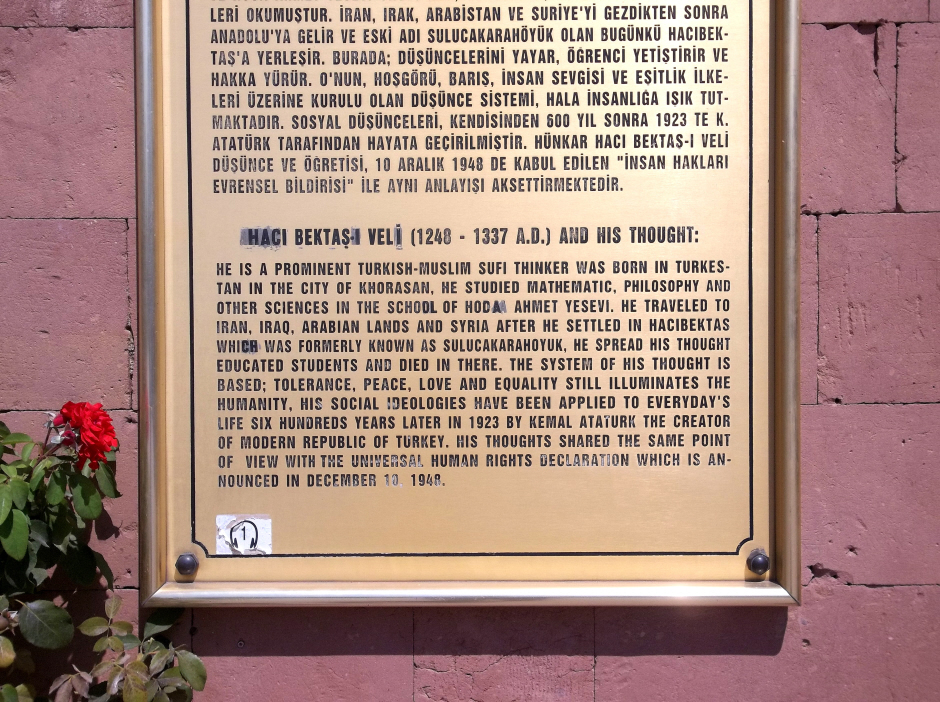 LERİ OKUMUŞTUR. İRAN, IRAK, ARABİSTAN VE SURİYE'Yİ GEZDİKTEN SONRA
ANADOLU'YA GELİR VE ESKİ ADI SULUCAKARAHÖYÜK OLAN BUGÜNKÜ HACIBEK-
TAŞ'A YERLEŞİR. BURADA; DÜŞÜNCELERİNİ YAYAR, ÖĞRENCİ YETİŞTİRİR VE
HAKKA YÜRÜR. O'NUN, HOŞGÖRÜ, BARIŞ, İNSAN SEVGİSİ VE EŞİTLİK İLKE-
LERİ ÜZERİNE KURULU OLAN DÜŞÜNCE SİSTEMİ, HALA İNSANLIĞA IŞIK TUT-
MAKTADIR. SOSYAL DÜŞÜNCELERİ, KENDİSİNDEN 600 YIL SONRA 1923 TE K.
ATATÜRK TARAFINDAN HAYATA GEÇİRİLMİŞTİR. HÜNKAR HACI BEKTAŞ-I VELİ
DÜŞÜNCE VE ÖĞRETİSİ, 10 ARALIK 1948 DE KABUL EDİLEN "İNSAN HAKLARI
EVRENSEL BİLDİRİSİ" İLE AYNI ANLAYIŞI AKSETTİRMEKTEDİR.
HACI BEKTAŞ-I VELİ (1248 - 1337 A.D.) AND HIS THOUGHT:
HE IS A PROMINENT TURKISH-MUSLIM SUFI THINKER WAS BORN IN TURKES-
TAN IN THE CITY OF KHORASAN, HE STUDIED MATHEMATIC, PHILOSOPHY AND
OTHER SCIENCES IN THE SCHOOL OF HODJA AHMET YESEVI. HE TRAVELED TO
IRAN, IRAQ, ARABIAN LANDS AND SYRIA AFTER HE SETTLED IN HACIBEKTAS
WHICH WAS FORMERLY KNOWN AS SULUCAKARAHOYUK, HE SPREAD HIS THOUGHT
EDUCATED STUDENTS AND DIED IN THERE. THE SYSTEM OF HIS THOUGHT IS
BASED; TOLERANCE, PEACE, LOVE AND EQUALITY STILL ILLUMINATES THE
HUMANITY, HIS SOCIAL IDEOLOGIES HAVE BEEN APPLIED TO EVERYDAY'S
LIFE SIX HUNDREDS YEARS LATER IN 1923 BY KEMAL ATATURK THE CREATOR
OF MODERN REPUBLIC OF TURKEY. HIS THOUGHTS SHARED THE SAME POINT
OF VIEW WITH THE UNIVERSAL HUMAN RIGHTS DECLARATION WHICH IS AN-
NOUNCED IN DECEMBER 10. 1948.
1